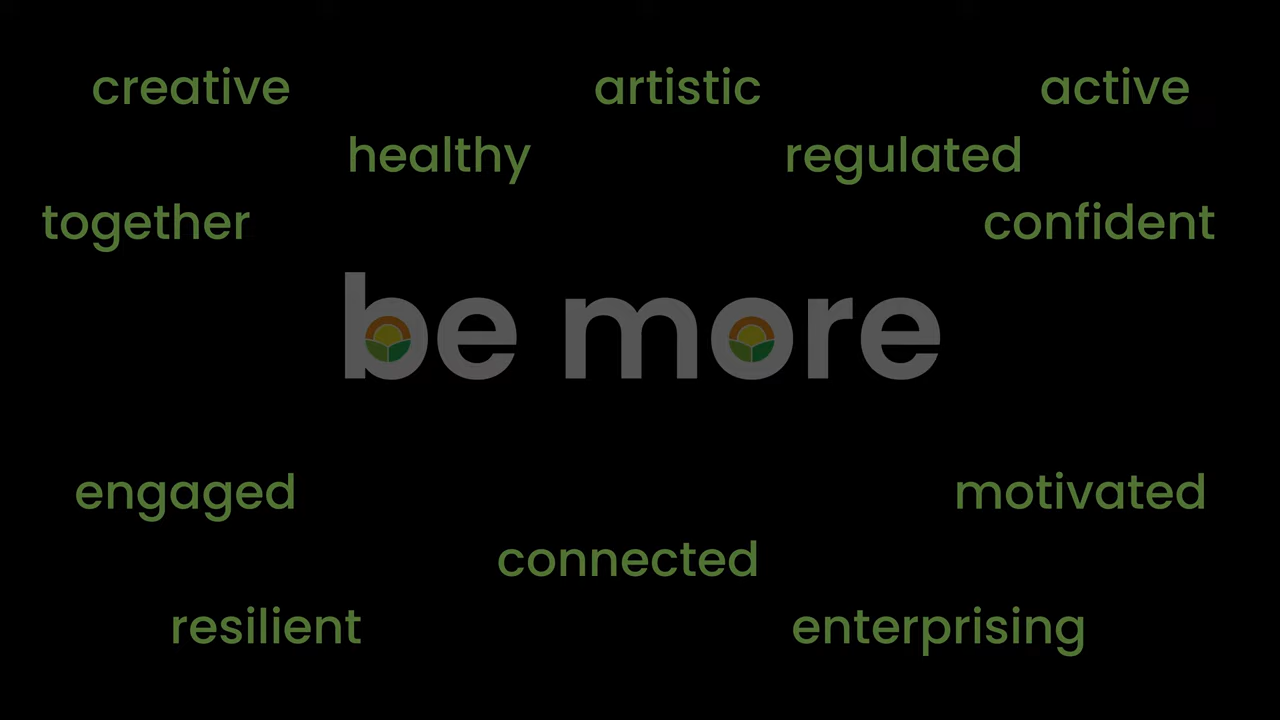 creative artistic active
healthy regulated
together confident
be more
engaged motivated
connected
resilient enterprising